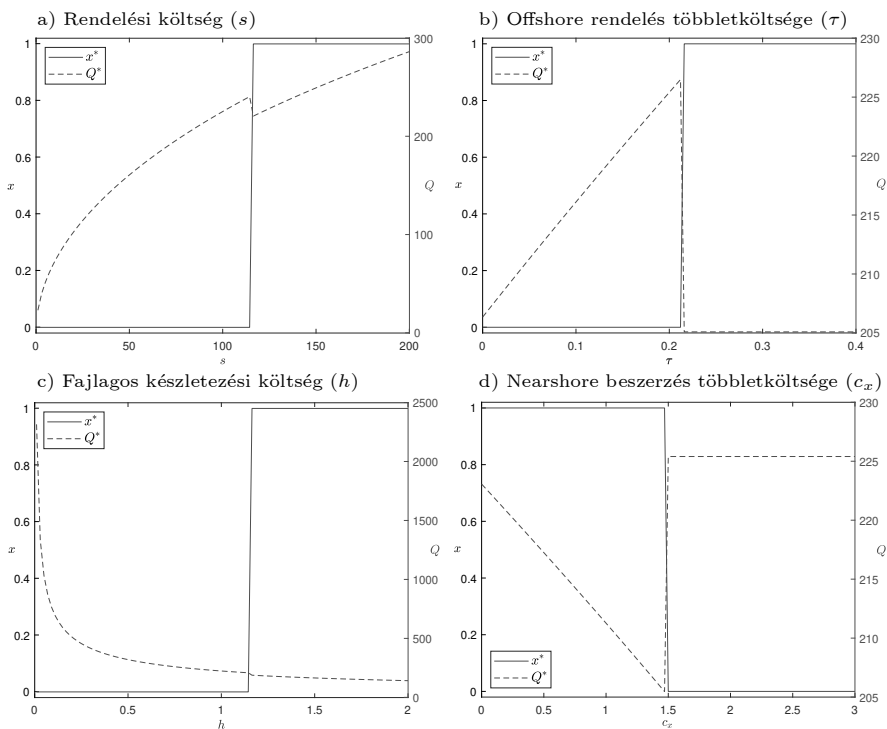 a) Rendelési költség (s)
x*
Q*
1
0.8
0.6
0.4
0.2
0
x
300
200
100
0
Q
0 50 100 150 200
s
b) Offshore rendelés többletköltsége (τ)
x*
Q*
1
0.8
0.6
0.4
0.2
0
x
230
225
220
215
210
205
Q
0 0.1 0.2 0.3 0.4
τ
c) Fajlagos készletezési költség (h)
x*
Q*
1
0.8
0.6
0.4
0.2
0
x
2500
2000
1500
1000
500
0
Q
0 0.5 1 1.5 2
h
d) Nearshore beszerzés többletköltsége (cₓ)
x*
Q*
1
0.8
0.6
0.4
0.2
0
x
230
225
220
215
210
205
Q
0 0.5 1 1.5 2 2.5 3
cₓ